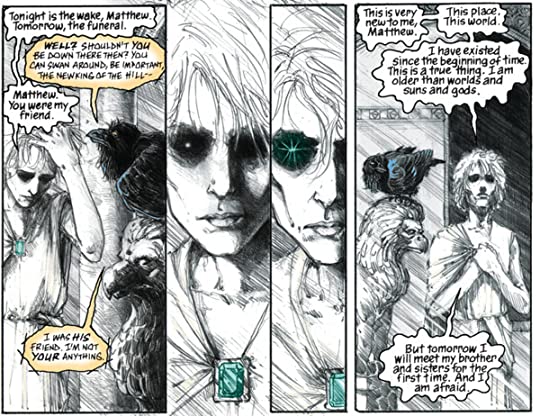 Tonight is the wake, Matthew.
Tomorrow, the funeral.
WELL? SHOULDN'T YOU
BE DOWN THERE THEN? YOU
CAN SWAN AROUND, BE IMPORTANT,
THE NEW KING OF THE HILL--
Matthew.
You were my
friend.
I WAS HIS
FRIEND. I'M NOT
YOUR ANYTHING.
This is very
new to me,
Matthew.
This place.
This world.
I have existed
since the beginning of time.
This is a true thing. I am
older than worlds and
suns and gods.
But tomorrow I
will meet my brother
and sisters for the
first time. And I
am afraid.